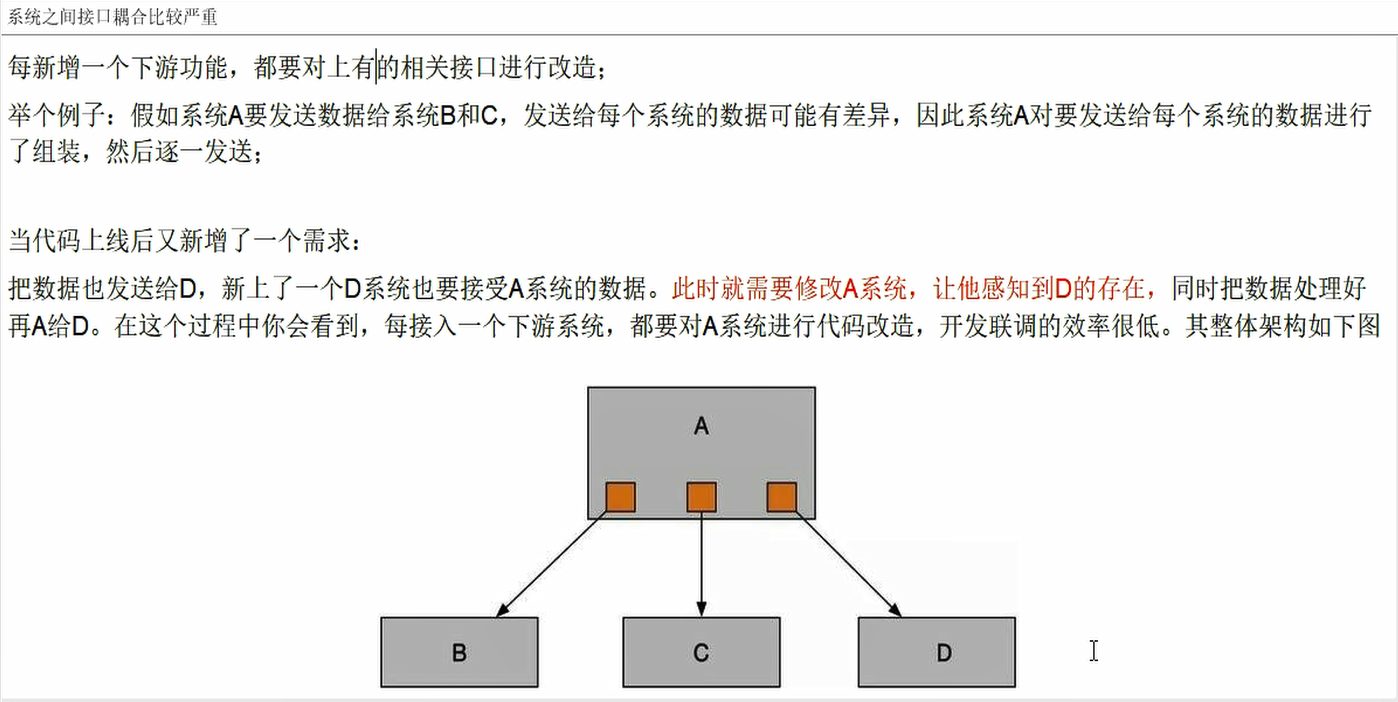 系统之间接口耦合比较严重
每新增一个下游功能，都要对上有的相关接口进行改造；
举个例子：假如系统A要发送数据给系统B和C，发送给每个系统的数据可能有差异，因此系统A对要发送给每个系统的数据进行
了组装，然后逐一发送；
当代码上线后又新增了一个需求：
把数据也发送给D，新上了一个D系统也要接受A系统的数据。此时就需要修改A系统，让他感知到D的存在，同时把数据处理好
再A给D。在这个过程中你会看到，每接入一个下游系统，都要对A系统进行代码改造，开发联调的效率很低。其整体架构如下图
A
B
C
D